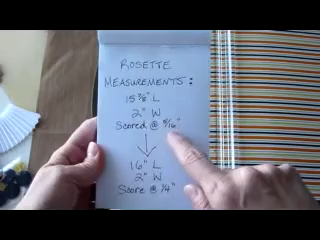 ROSETTE
MEASUREMENTS:
15 ⅝" L
2" W
Scored @ 5/16"
16" L
2" W
Score @ ¼"